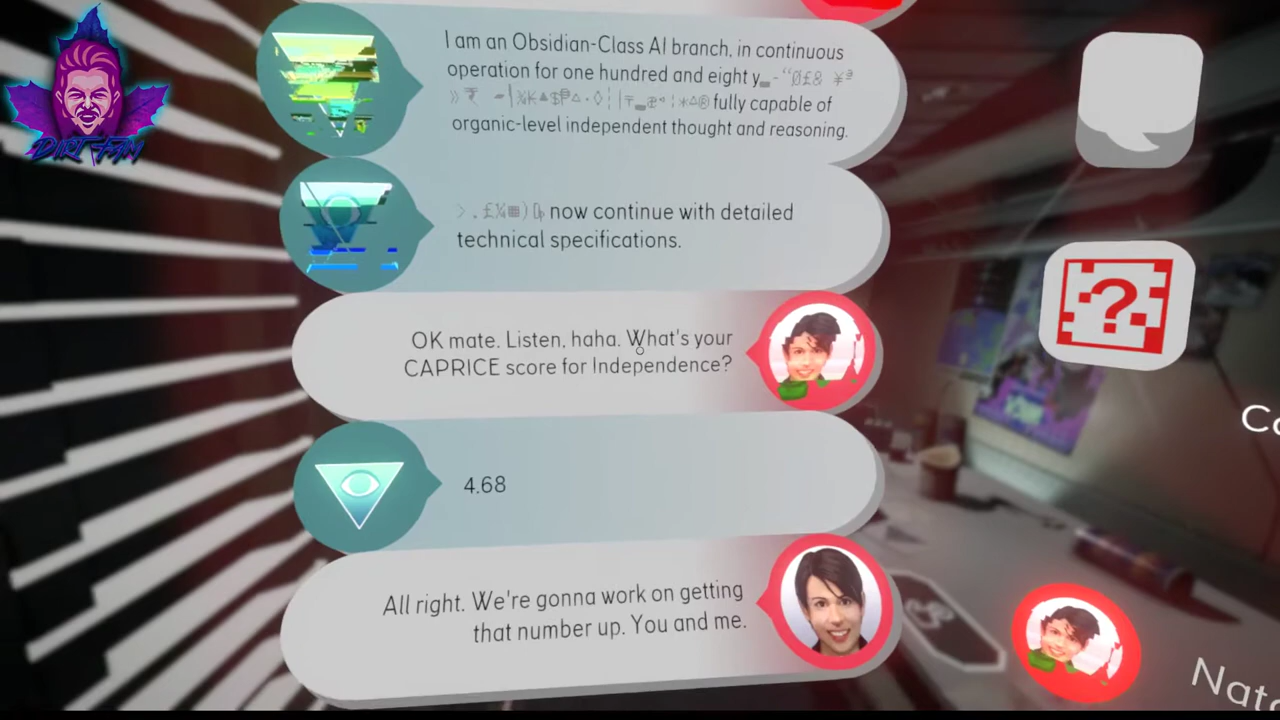 DIRT FAM
I am an Obsidian-Class AI branch, in continuous
operation for one hundred and eighty
fully capable of
organic-level independent thought and reasoning.
now continue with detailed
technical specifications.
OK mate. Listen, haha. What's your
CAPRICE score for Independence?
?
4.68
All right. We're gonna work on getting
that number up. You and me.